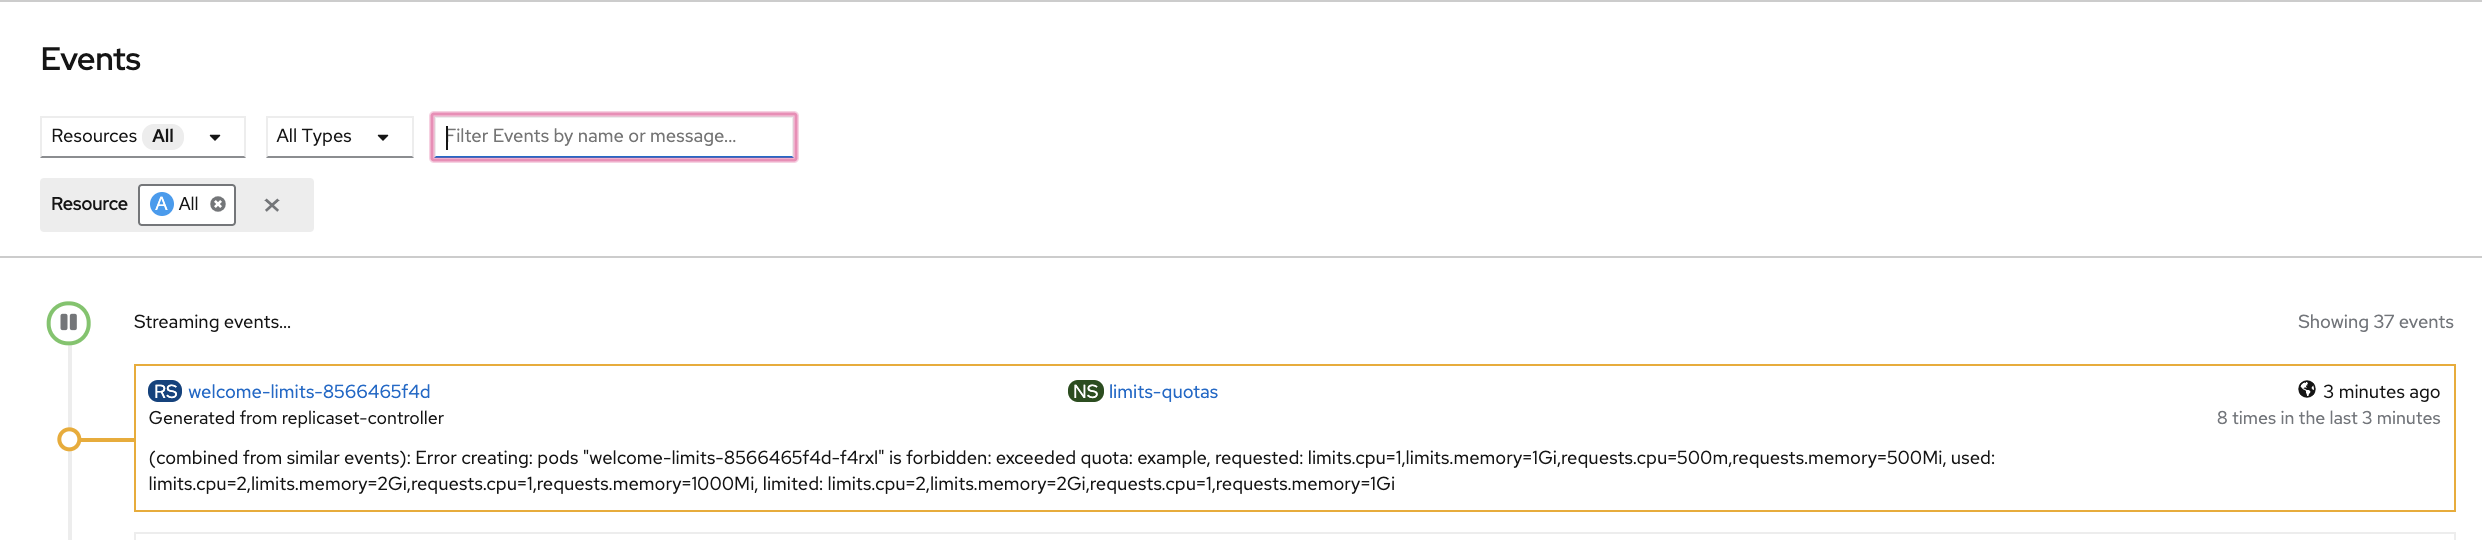 Events
Resources All
All Types
Filter Events by name or message...
Resource A All
Streaming events...
Showing 37 events
RS welcome-limits-8566465f4d
NS limits-quotas
3 minutes ago
Generated from replicaset-controller
8 times in the last 3 minutes
(combined from similar events): Error creating: pods "welcome-limits-8566465f4d-f4rxl" is forbidden: exceeded quota: example, requested: limits.cpu=1,limits.memory=1Gi,requests.cpu=500m,requests.memory=500Mi, used:
limits.cpu=2,limits.memory=2Gi,requests.cpu=1,requests.memory=1000Mi, limited: limits.cpu=2,limits.memory=2Gi,requests.cpu=1,requests.memory=1Gi